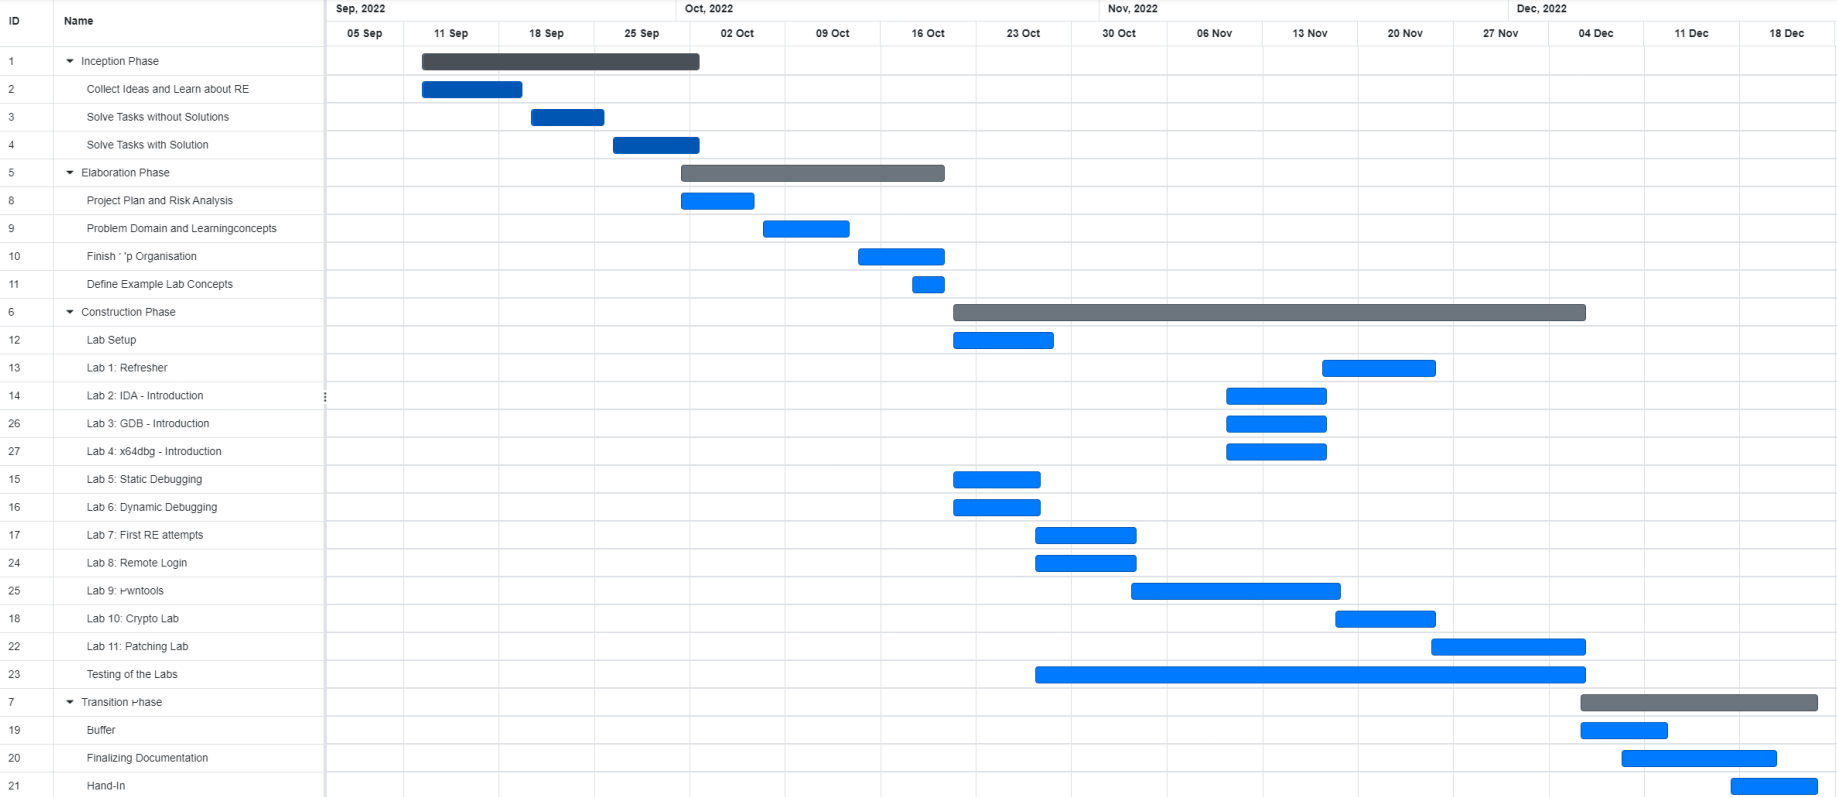 Sep, 2022 Oct, 2022 Nov, 2022 Dec, 2022
ID Name
05 Sep 11 Sep 18 Sep 25 Sep 02 Oct 09 Oct 16 Oct 23 Oct 30 Oct 06 Nov 13 Nov 20 Nov 27 Nov 04 Dec 11 Dec 18 Dec
1 Inception Phase
2 Collect Ideas and Learn about RE
3 Solve Tasks without Solutions
4 Solve Tasks with Solution
5 Elaboration Phase
8 Project Plan and Risk Analysis
9 Problem Domain and Learningconcepts
10 Finish Organisation
11 Define Example Lab Concepts
6 Construction Phase
12 Lab Setup
13 Lab 1: Refresher
14 Lab 2: IDA - Introduction
26 Lab 3: GDB - Introduction
27 Lab 4: x64dbg - Introduction
15 Lab 5: Static Debugging
16 Lab 6: Dynamic Debugging
17 Lab 7: First RE attempts
24 Lab 8: Remote Login
25 Lab 9: Pwntools
18 Lab 10: Crypto Lab
22 Lab 11: Patching Lab
23 Testing of the Labs
7 Transition Phase
19 Buffer
20 Finalizing Documentation
21 Hand-In